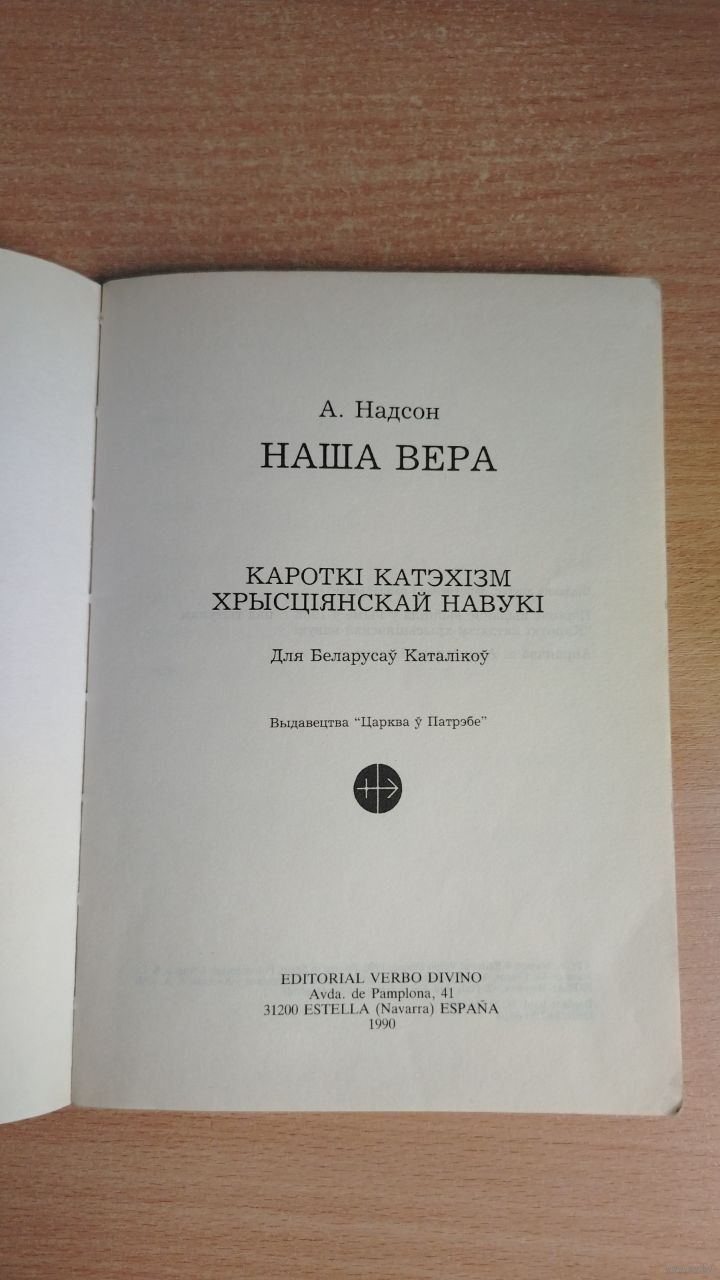 А. Надсон
НАША ВЕРА
КАРОТКІ КАТЭХІЗМ
ХРЫСЦІЯНСКАЙ НАВУКІ
Для Беларусаў Каталікоў
Выдавецтва “Царква ў Патрэбе”
EDITORIAL VERBO DIVINO
Avda. de Pamplona, 41
31200 ESTELLA (Navarra) ESPAÑA
1990